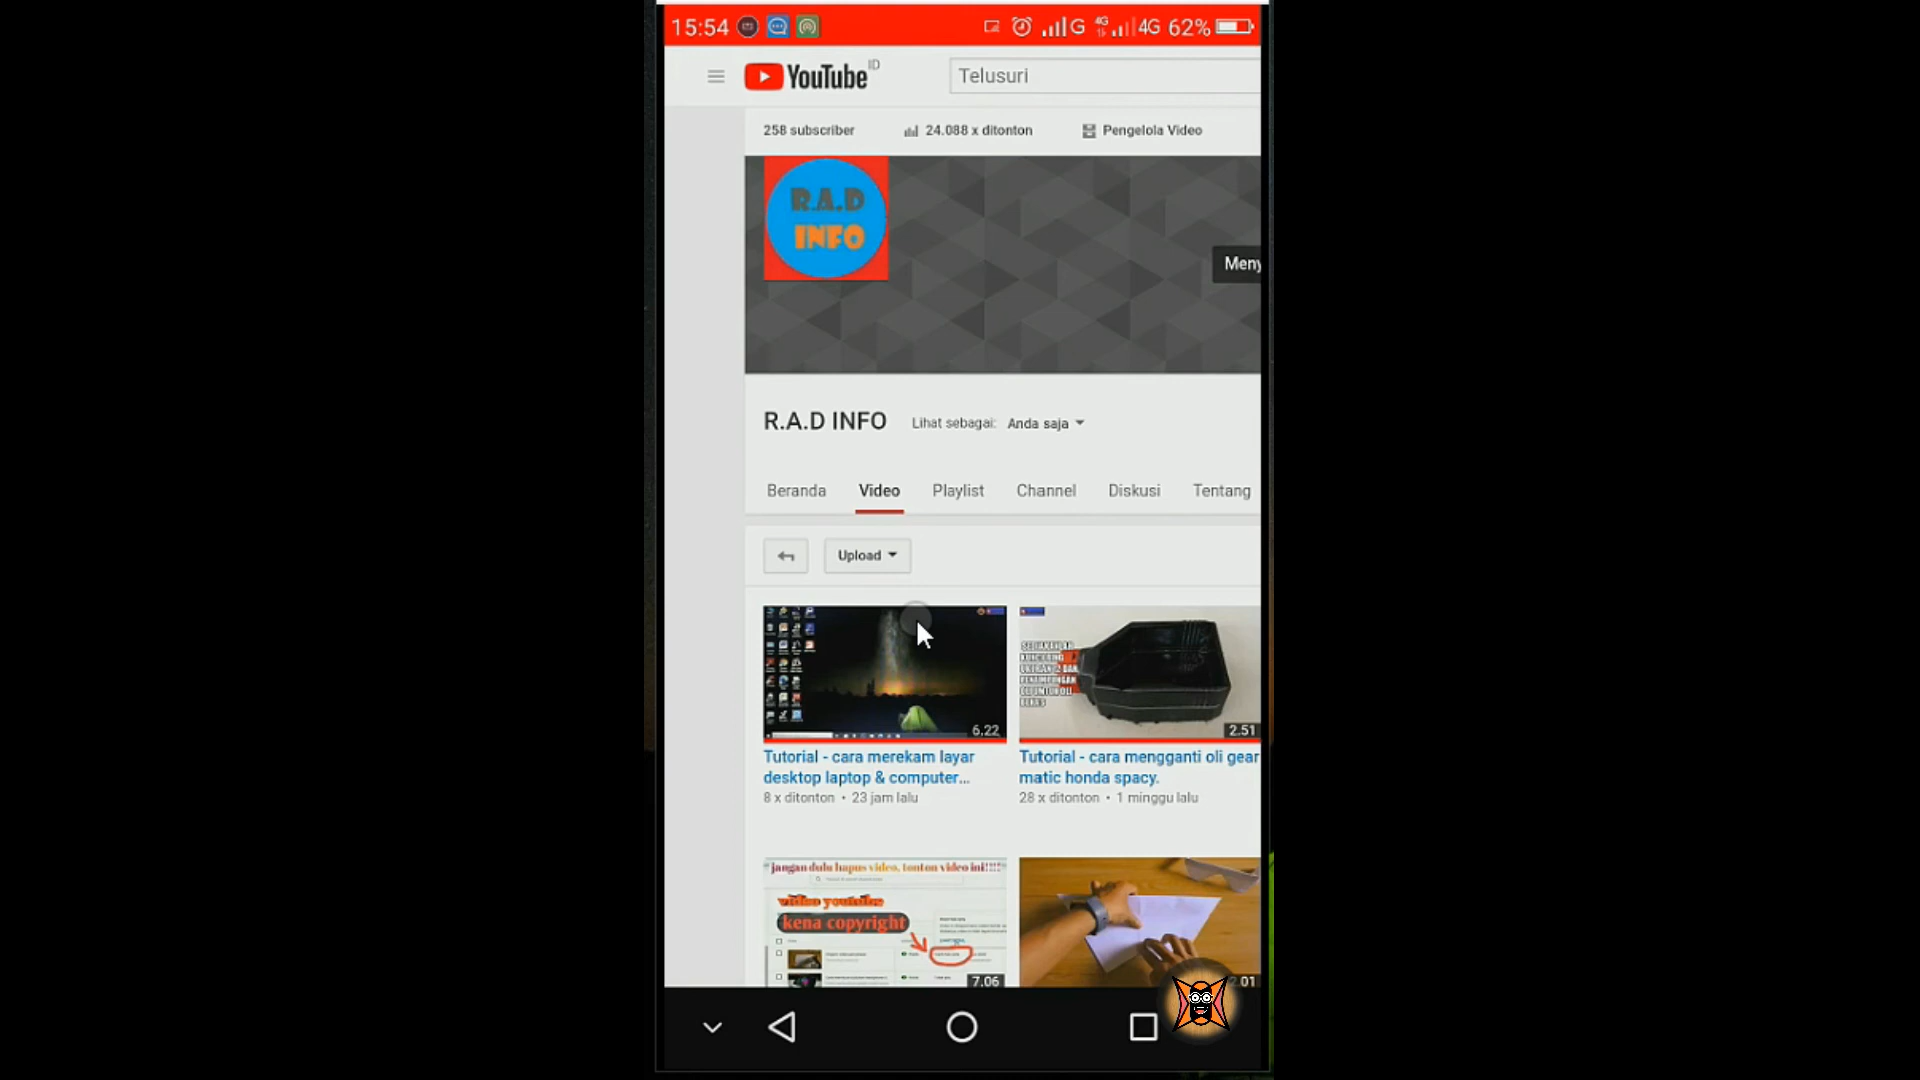 15:54 G 4G 4G 62%
YouTube ID Telusuri
258 subscriber 24.088 x ditonton Pengelola Video
R.A.D
INFO
Meny
R.A.D INFO Lihat sebagai: Anda saja
Beranda Video Playlist Channel Diskusi Tentang
Upload
6.22
2.51
Tutorial - cara merekam layar
desktop laptop & computer...
8 x ditonton • 23 jam lalu
Tutorial - cara mengganti oli gear
matic honda spacy.
28 x ditonton • 1 minggu lalu
jangan dulu hapus video, tonton video ini!!!!
video youtube
kena copyright
7.06
2.01